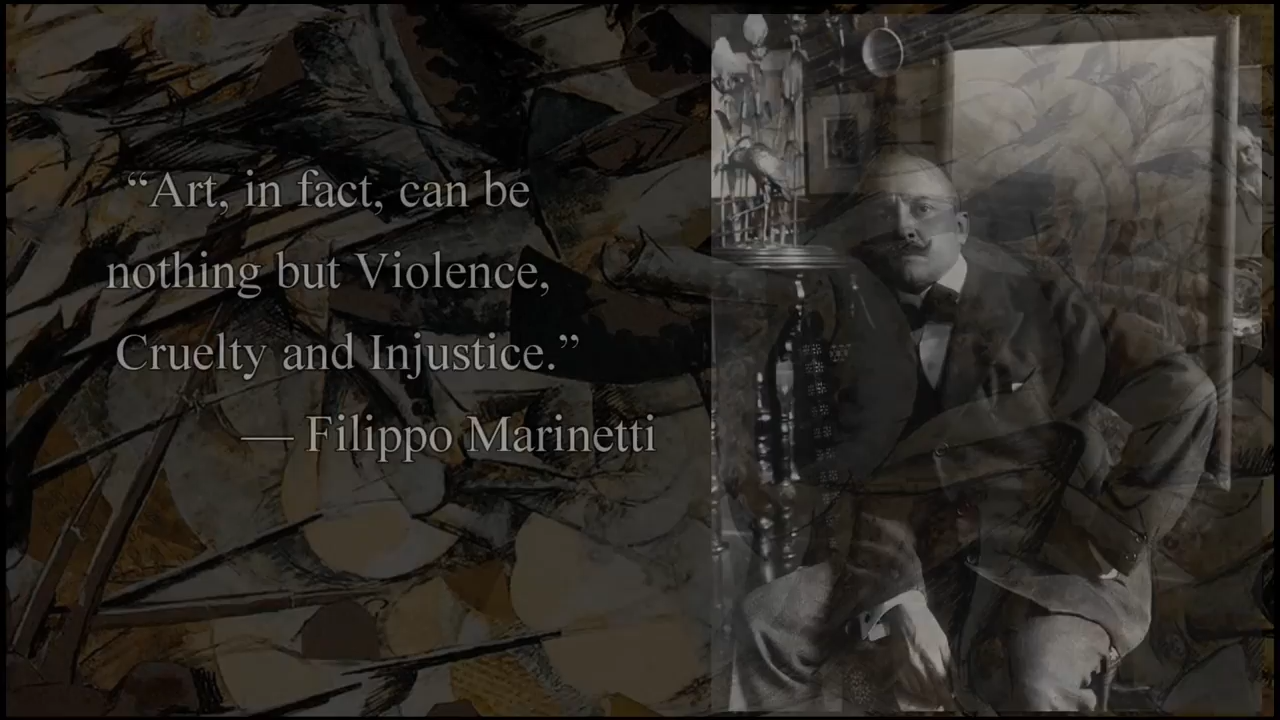 “Art, in fact, can be
nothing but Violence,
Cruelty and Injustice.”
— Filippo Marinetti